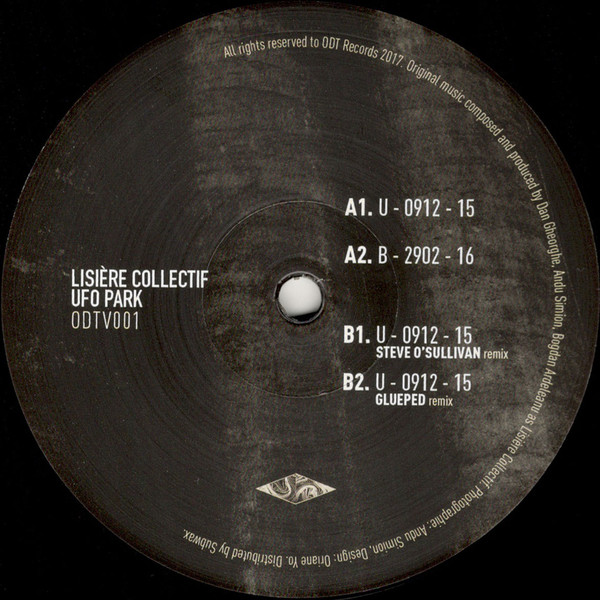 All rights reserved to ODT Records 2017. Original music composed and produced by Dan Gheorghe, Andu Simion, Bogdan Ardeleanu as Lisière Collectif. Photographie: Andu Simion. Design: Oriane Yo. Distributed by Subwax.
A1. U - 0912 - 15
A2. B - 2902 - 16
LISIÈRE COLLECTIF
UFO PARK
ODTV001
B1. U - 0912 - 15
STEVE O'SULLIVAN remix
B2. U - 0912 - 15
GLUEPED remix